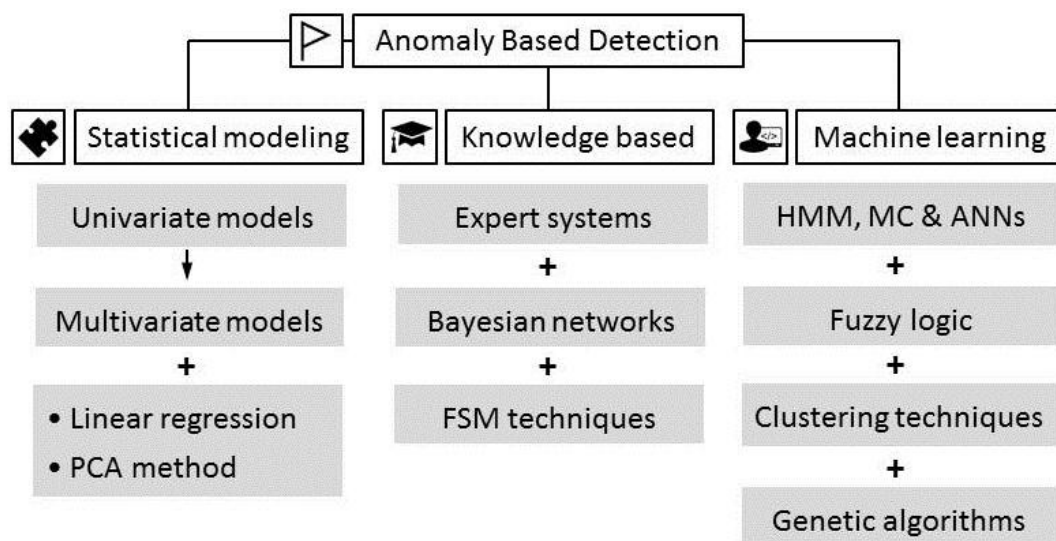 Anomaly Based Detection
Statistical modeling
Univariate models
Multivariate models
+
• Linear regression
• PCA method
Knowledge based
Expert systems
+
Bayesian networks
+
FSM techniques
</>
Machine learning
HMM, MC & ANNs
+
Fuzzy logic
+
Clustering techniques
+
Genetic algorithms